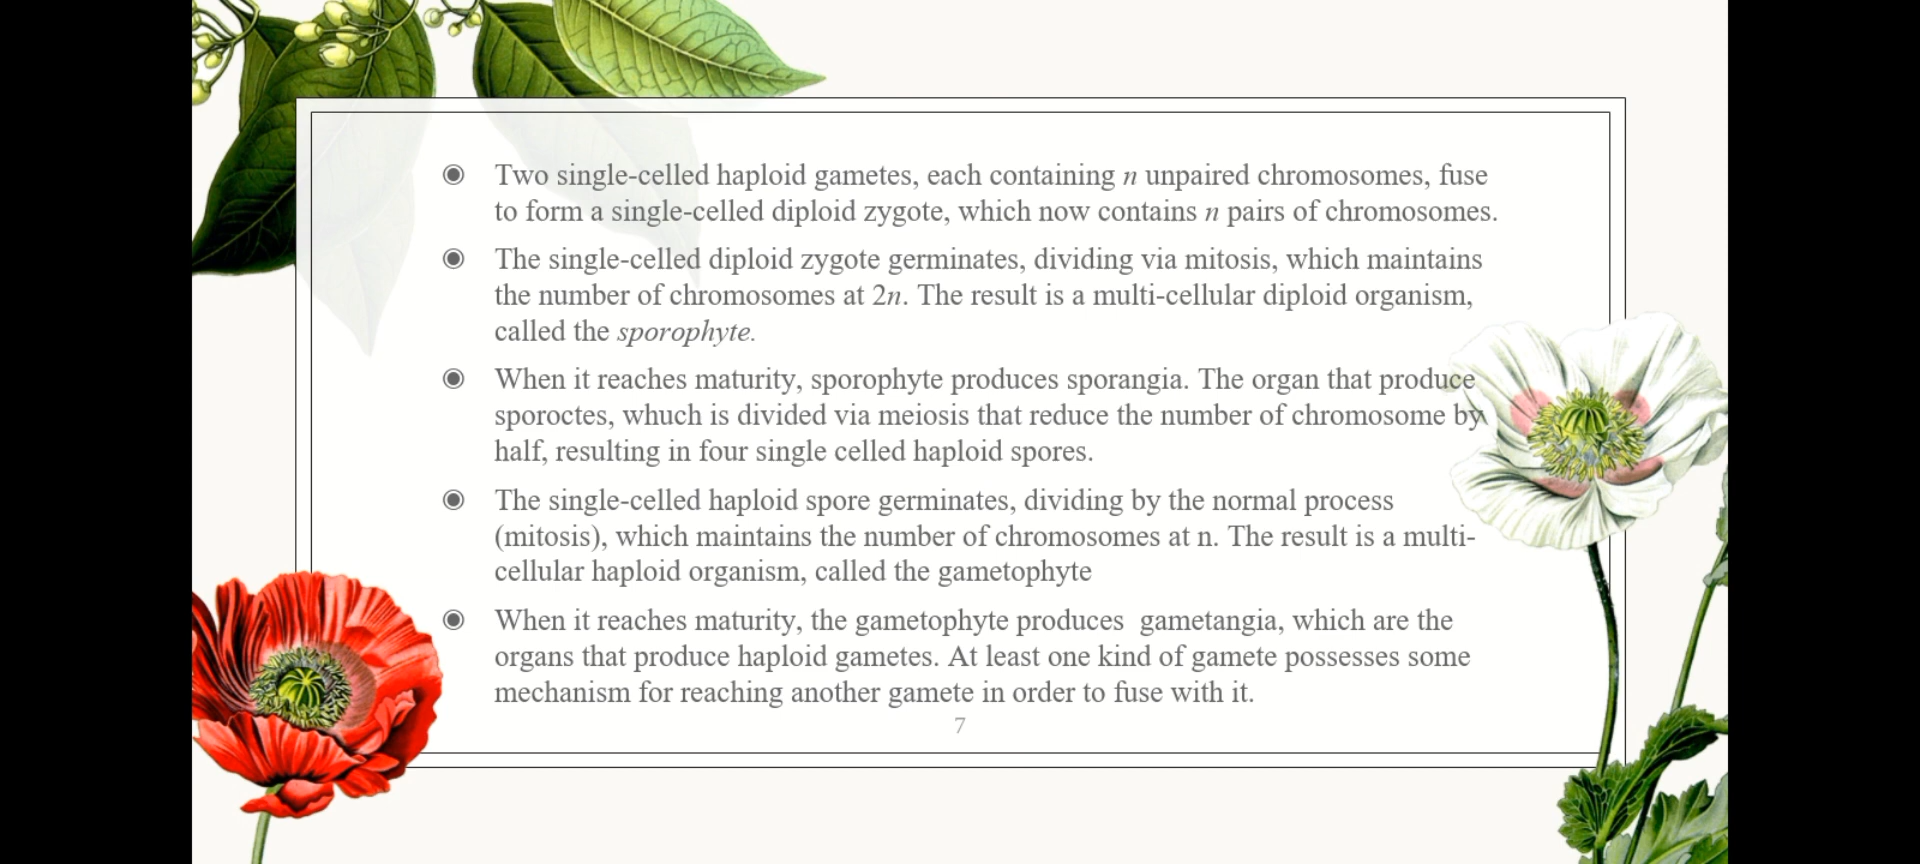 Two single-celled haploid gametes, each containing n unpaired chromosomes, fuse
to form a single-celled diploid zygote, which now contains n pairs of chromosomes.
The single-celled diploid zygote germinates, dividing via mitosis, which maintains
the number of chromosomes at 2n. The result is a multi-cellular diploid organism,
called the sporophyte.
When it reaches maturity, sporophyte produces sporangia. The organ that produce
sporoctes, whuch is divided via meiosis that reduce the number of chromosome by
half, resulting in four single celled haploid spores.
The single-celled haploid spore germinates, dividing by the normal process
(mitosis), which maintains the number of chromosomes at n. The result is a multi-
cellular haploid organism, called the gametophyte
When it reaches maturity, the gametophyte produces  gametangia, which are the
organs that produce haploid gametes. At least one kind of gamete possesses some
mechanism for reaching another gamete in order to fuse with it.
7